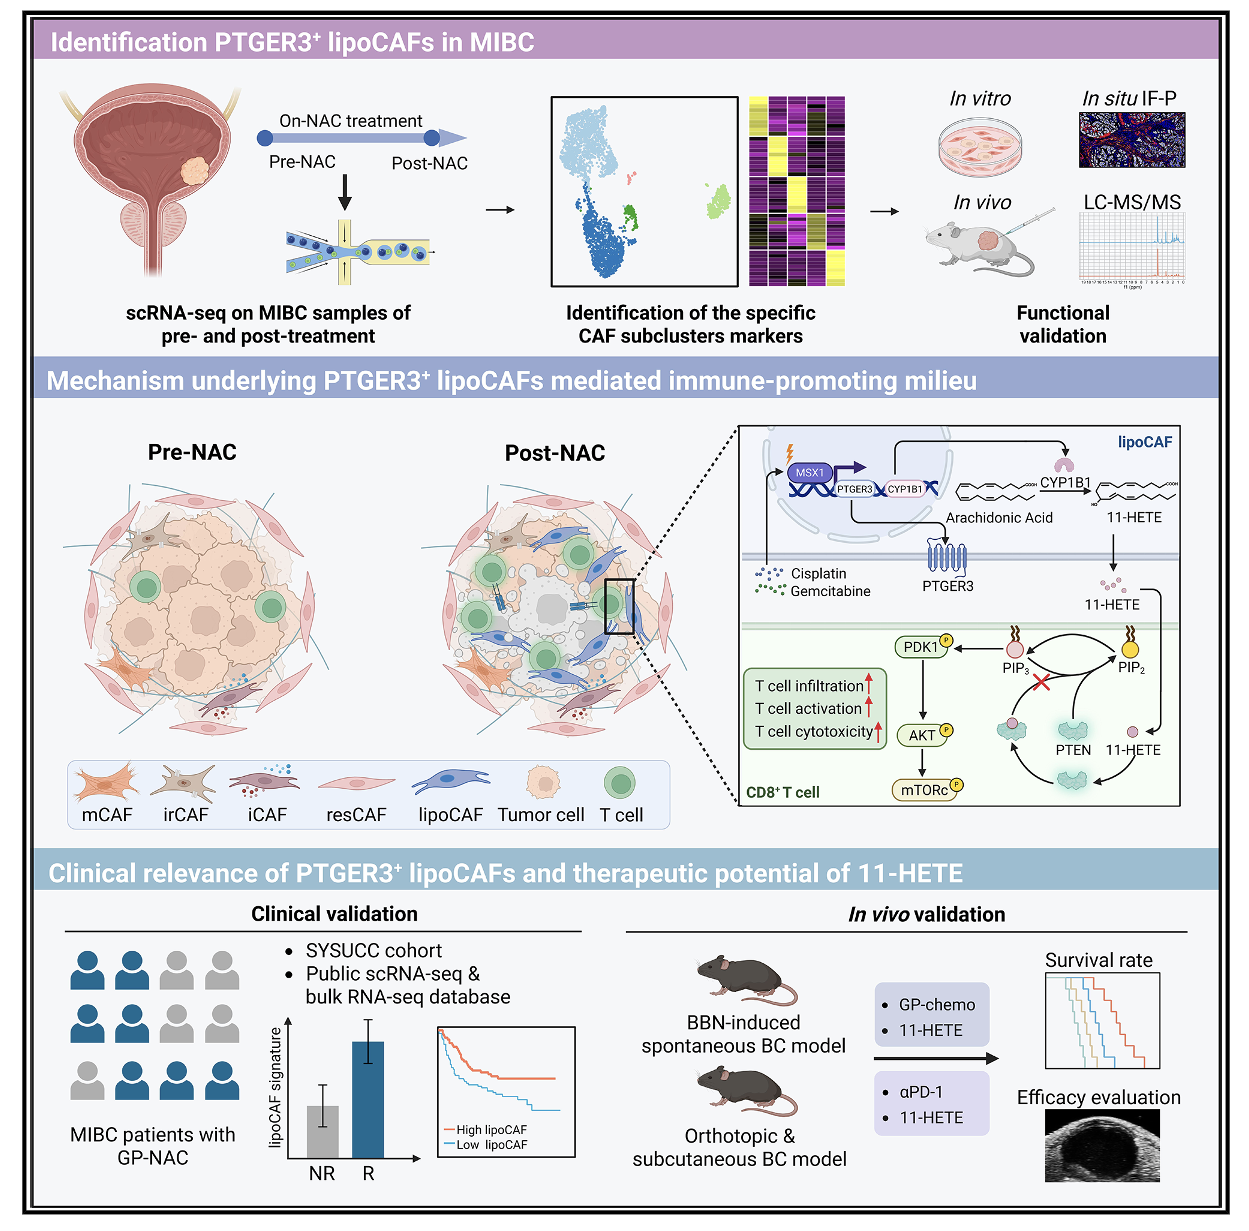 Identification PTGER3⁺ lipoCAFs in MIBC
On-NAC treatment
Pre-NAC
Post-NAC
scRNA-seq on MIBC samples of
pre- and post-treatment
Identification of the specific
CAF subclusters markers
In vitro
In situ IF-P
In vivo
LC-MS/MS
f1 (ppm)
Functional
validation
Mechanism underlying PTGER3⁺ lipoCAFs mediated immune-promoting milieu
Pre-NAC
Post-NAC
lipoCAF
MSX1
PTGER3
CYP1B1
CYP1B1
COOH
COOH
HO
Arachidonic Acid
11-HETE
PTGER3
Cisplatin
Gemcitabine
11-HETE
PDK1
P
PIP₃
PIP₂
T cell infiltration
T cell activation
T cell cytotoxicity
AKT
P
PTEN
11-HETE
mTORc
P
CD8⁺ T cell
mCAF
irCAF
iCAF
resCAF
lipoCAF
Tumor cell
T cell
Clinical relevance of PTGER3⁺ lipoCAFs and therapeutic potential of 11-HETE
Clinical validation
• SYSUCC cohort
• Public scRNA-seq &
bulk RNA-seq database
MIBC patients with
GP-NAC
lipoCAF signature
NR
R
High lipoCAF
Low lipoCAF
In vivo validation
BBN-induced
spontaneous BC model
Orthotopic &
subcutaneous BC model
• GP-chemo
• 11-HETE
• αPD-1
• 11-HETE
Survival rate
Efficacy evaluation